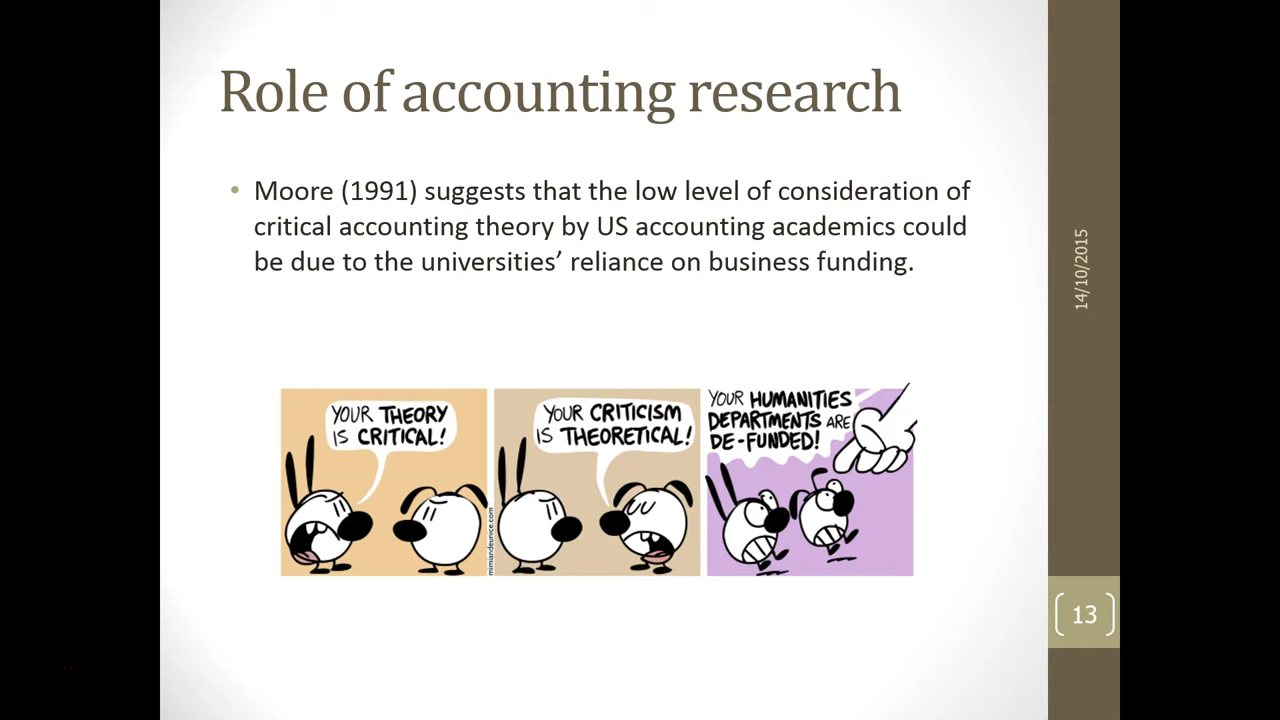 Role of accounting research
• Moore (1991) suggests that the low level of consideration of
critical accounting theory by US accounting academics could
be due to the universities’ reliance on business funding.
YOUR THEORY
IS CRITICAL!
YOUR CRITICISM
IS THEORETICAL!
YOUR HUMANITIES
DEPARTMENTS ARE
DE-FUNDED!
mimiandeunice.com
14/10/2015
13